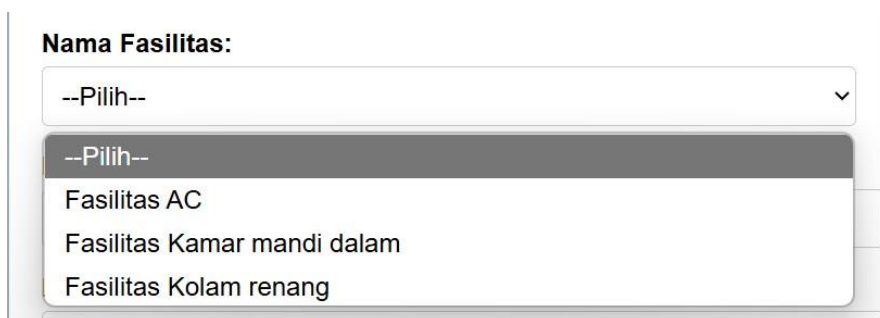 Nama Fasilitas:
--Pilih--
--Pilih--
Fasilitas AC
Fasilitas Kamar mandi dalam
Fasilitas Kolam renang